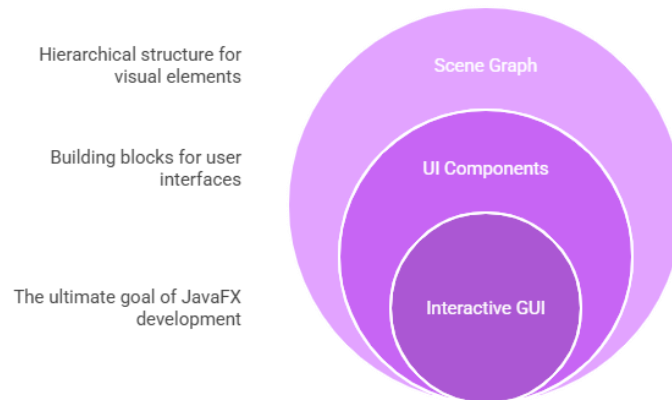 Hierarchical structure for
visual elements
Scene Graph
Building blocks for user
interfaces
UI Components
The ultimate goal of JavaFX
development
Interactive GUI